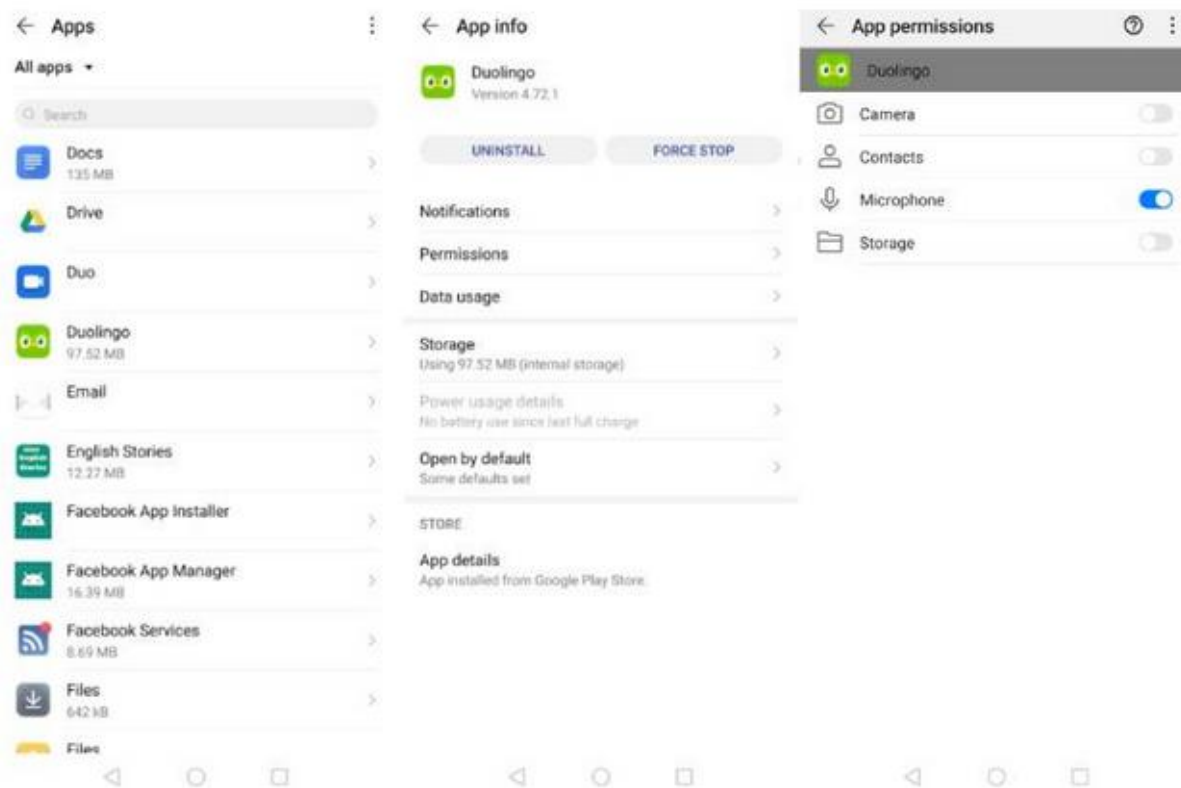 Apps
All apps
Search
Docs
135 MB
Drive
Duo
Duolingo
97.52 MB
Email
English Stories
12.27 MB
Facebook App Installer
Facebook App Manager
16.39 MB
Facebook Services
8.69 MB
Files
642 kB
Files
App info
Duolingo
Version 4.72.1
UNINSTALL
FORCE STOP
Notifications
Permissions
Data usage
Storage
Using 97.52 MB (internal storage)
Power usage details
No battery use since last full charge
Open by default
Some defaults set
STORE
App details
App installed from Google Play Store.
App permissions
Duolingo
Camera
Contacts
Microphone
Storage